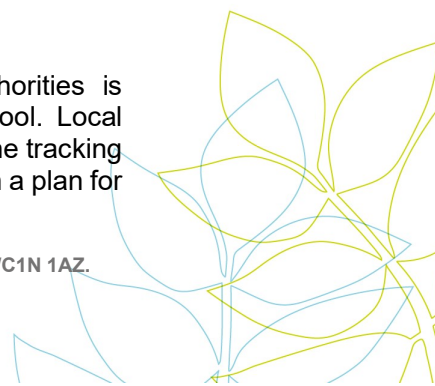 horities is
ool. Local
e tracking
a plan for
C1N 1AZ.